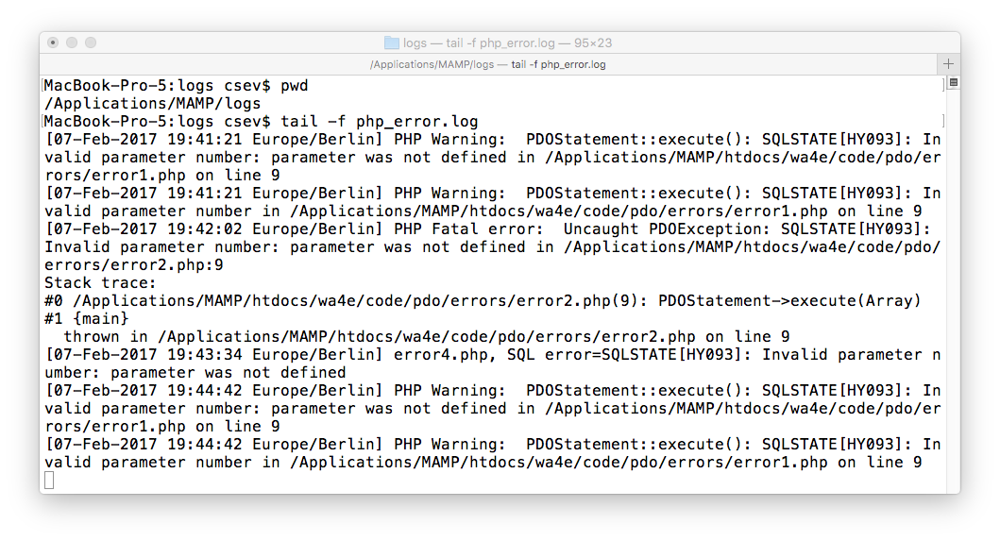 logs — tail -f php_error.log — 95×23
/Applications/MAMP/logs — tail -f php_error.log +
[MacBook-Pro-5:logs csev$ pwd ]
/Applications/MAMP/logs
[MacBook-Pro-5:logs csev$ tail -f php_error.log ]
[07-Feb-2017 19:41:21 Europe/Berlin] PHP Warning:  PDOStatement::execute(): SQLSTATE[HY093]: In
valid parameter number: parameter was not defined in /Applications/MAMP/htdocs/wa4e/code/pdo/er
rors/error1.php on line 9
[07-Feb-2017 19:41:21 Europe/Berlin] PHP Warning:  PDOStatement::execute(): SQLSTATE[HY093]: In
valid parameter number in /Applications/MAMP/htdocs/wa4e/code/pdo/errors/error1.php on line 9
[07-Feb-2017 19:42:02 Europe/Berlin] PHP Fatal error:  Uncaught PDOException: SQLSTATE[HY093]:
Invalid parameter number: parameter was not defined in /Applications/MAMP/htdocs/wa4e/code/pdo/
errors/error2.php:9
Stack trace:
#0 /Applications/MAMP/htdocs/wa4e/code/pdo/errors/error2.php(9): PDOStatement->execute(Array)
#1 {main}
  thrown in /Applications/MAMP/htdocs/wa4e/code/pdo/errors/error2.php on line 9
[07-Feb-2017 19:43:34 Europe/Berlin] error4.php, SQL error=SQLSTATE[HY093]: Invalid parameter n
umber: parameter was not defined
[07-Feb-2017 19:44:42 Europe/Berlin] PHP Warning:  PDOStatement::execute(): SQLSTATE[HY093]: In
valid parameter number: parameter was not defined in /Applications/MAMP/htdocs/wa4e/code/pdo/er
rors/error1.php on line 9
[07-Feb-2017 19:44:42 Europe/Berlin] PHP Warning:  PDOStatement::execute(): SQLSTATE[HY093]: In
valid parameter number in /Applications/MAMP/htdocs/wa4e/code/pdo/errors/error1.php on line 9